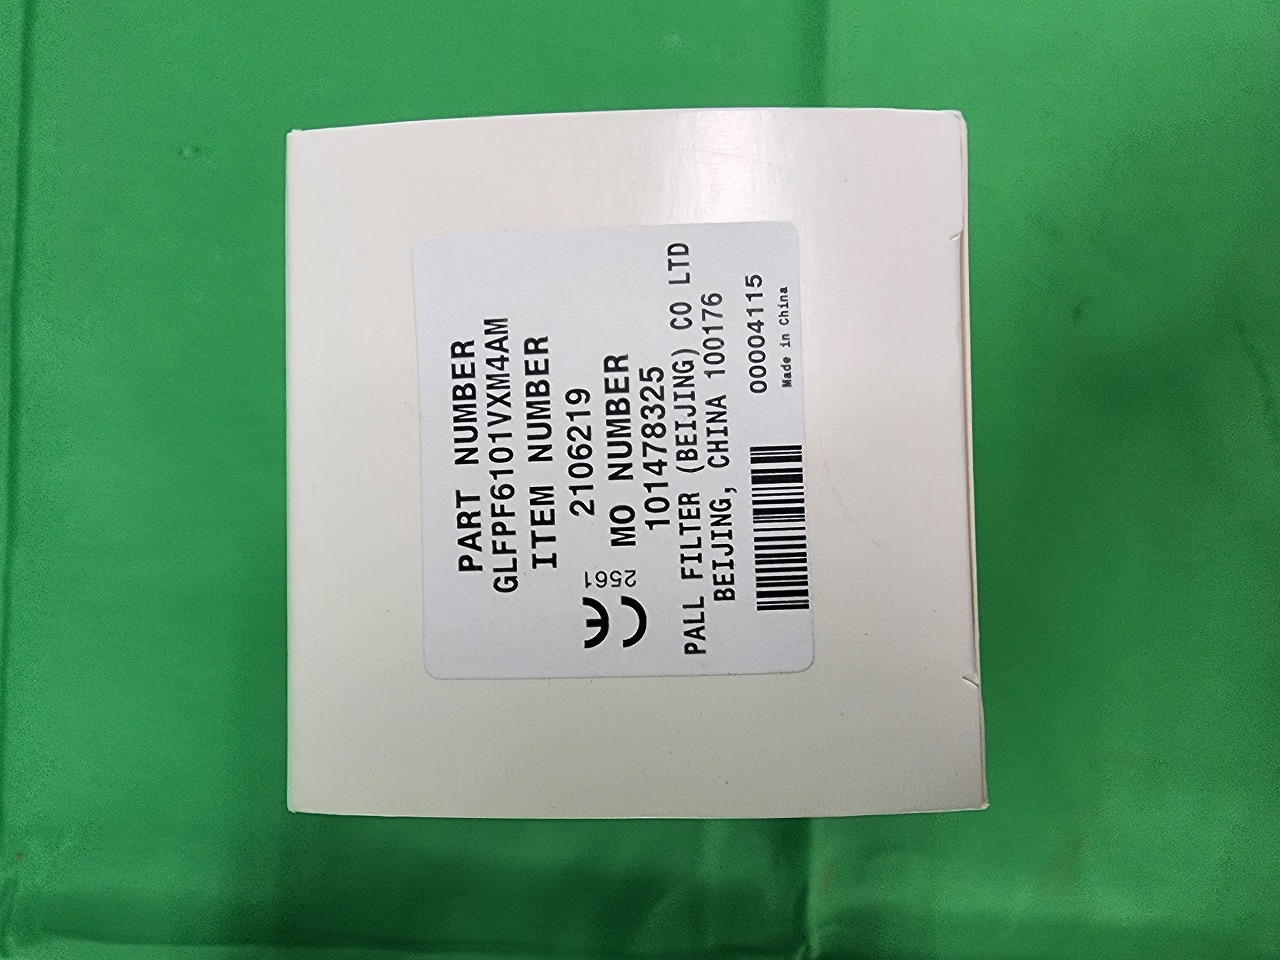 PART NUMBER
GLFPF6101VXM4AM
ITEM NUMBER
2106219
CE 2561
MO NUMBER
101478325
PALL FILTER (BEIJING) CO LTD
BEIJING, CHINA 100176
00004115
Made in China